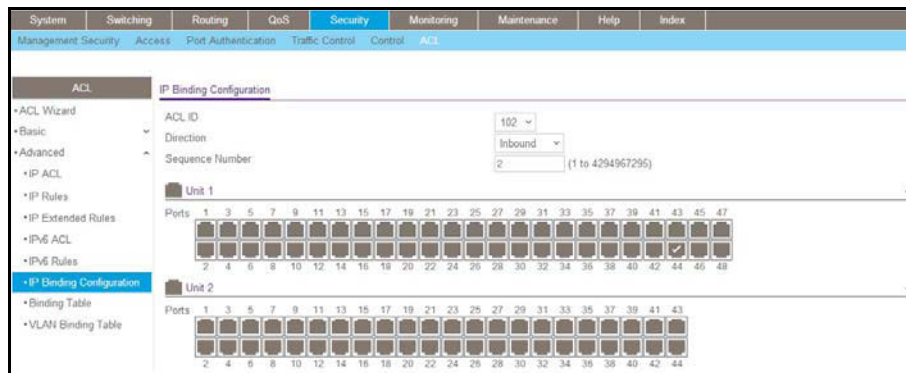 System Switching Routing QoS Security Monitoring Maintenance Help Index
Management Security Access Port Authentication Traffic Control Control ACL
ACL
• ACL Wizard
• Basic
• Advanced
• IP ACL
• IP Rules
• IP Extended Rules
• IPv6 ACL
• IPv6 Rules
• IP Binding Configuration
• Binding Table
• VLAN Binding Table
IP Binding Configuration
ACL ID 102
Direction Inbound
Sequence Number 2 (1 to 4294967295)
Unit 1
Ports 1 3 5 7 9 11 13 15 17 19 21 23 25 27 29 31 33 35 37 39 41 43 45 47
2 4 6 8 10 12 14 16 18 20 22 24 26 28 30 32 34 36 38 40 42 44 46 48
Unit 2
Ports 1 3 5 7 9 11 13 15 17 19 21 23 25 27 29 31 33 35 37 39 41 43
2 4 6 8 10 12 14 16 18 20 22 24 26 28 30 32 34 36 38 40 42 44